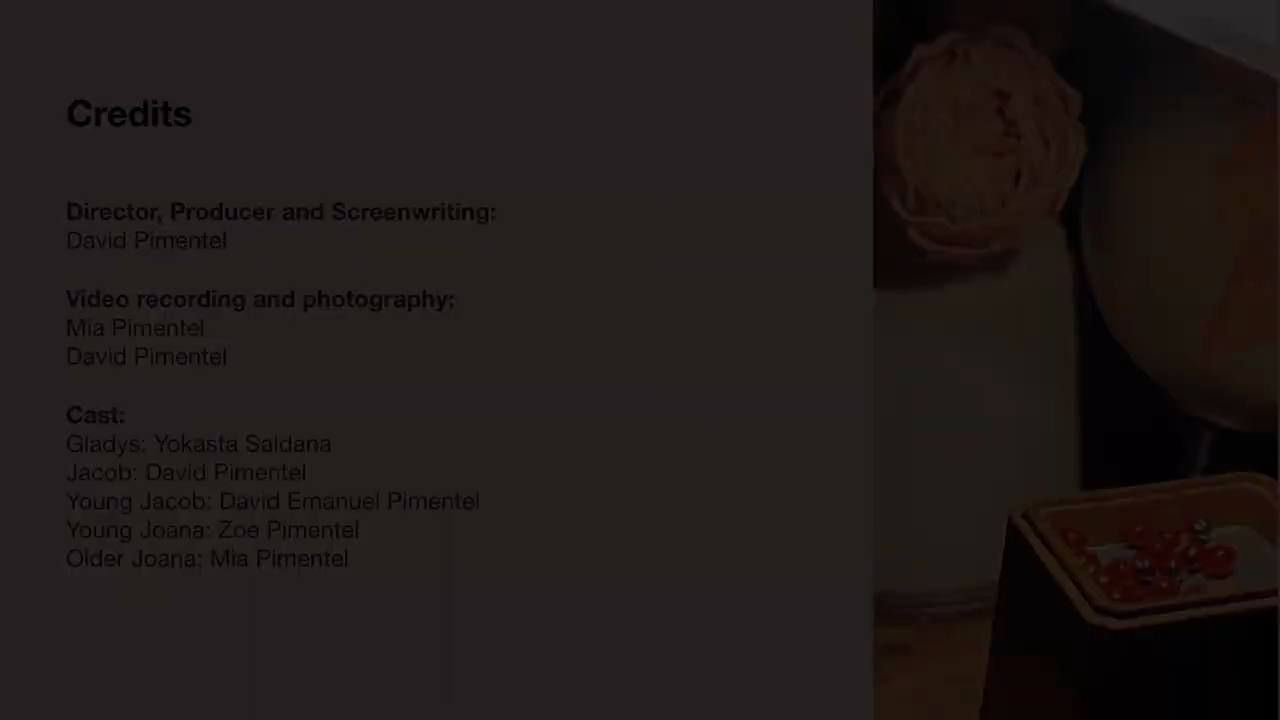 Credits
Director, Producer and Screenwriting:
David Pimentel
Video recording and photography:
Mia Pimentel
David Pimentel
Cast:
Gladys: Yokasta Saldana
Jacob: David Pimentel
Young Jacob: David Emanuel Pimentel
Young Joana: Zoe Pimentel
Older Joana: Mia Pimentel